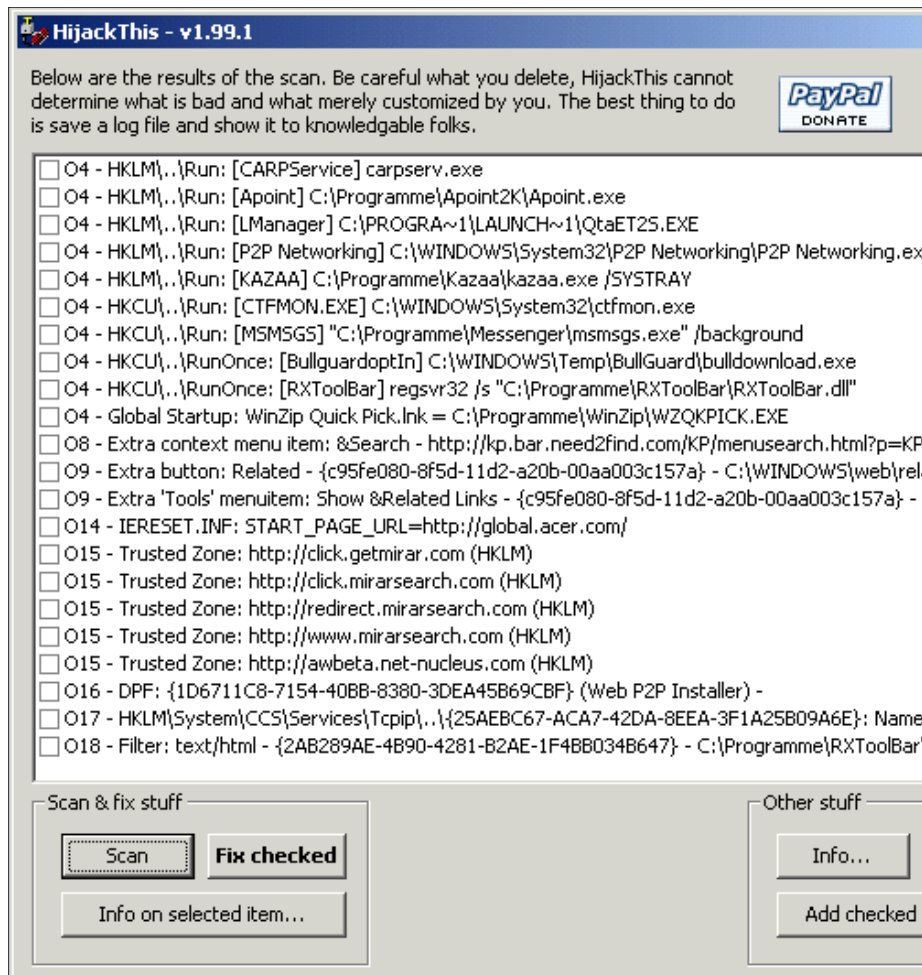 HijackThis - v1.99.1
Below are the results of the scan. Be careful what you delete, HijackThis cannot
determine what is bad and what merely customized by you. The best thing to do
is save a log file and show it to knowledgable folks.
PayPal
DONATE
O4 - HKLM\..\Run: [CARPService] carpserv.exe
O4 - HKLM\..\Run: [Apoint] C:\Programme\Apoint2K\Apoint.exe
O4 - HKLM\..\Run: [LManager] C:\PROGRA~1\LAUNCH~1\QtaET2S.EXE
O4 - HKLM\..\Run: [P2P Networking] C:\WINDOWS\System32\P2P Networking\P2P Networking.ex
O4 - HKLM\..\Run: [KAZAA] C:\Programme\Kazaa\kazaa.exe /SYSTRAY
O4 - HKCU\..\Run: [CTFMON.EXE] C:\WINDOWS\System32\ctfmon.exe
O4 - HKCU\..\Run: [MSMSGS] "C:\Programme\Messenger\msmsgs.exe" /background
O4 - HKCU\..\RunOnce: [BullguardoptIn] C:\WINDOWS\Temp\BullGuard\bulldownload.exe
O4 - HKCU\..\RunOnce: [RXToolBar] regsvr32 /s "C:\Programme\RXToolBar\RXToolBar.dll"
O4 - Global Startup: WinZip Quick Pick.lnk = C:\Programme\WinZip\WZQKPICK.EXE
O8 - Extra context menu item: &Search - http://kp.bar.need2find.com/KP/menusearch.html?p=KP
O9 - Extra button: Related - {c95fe080-8f5d-11d2-a20b-00aa003c157a} - C:\WINDOWS\web\rela
O9 - Extra 'Tools' menuitem: Show &Related Links - {c95fe080-8f5d-11d2-a20b-00aa003c157a} -
O14 - IERESET.INF: START_PAGE_URL=http://global.acer.com/
O15 - Trusted Zone: http://click.getmirar.com (HKLM)
O15 - Trusted Zone: http://click.mirarsearch.com (HKLM)
O15 - Trusted Zone: http://redirect.mirarsearch.com (HKLM)
O15 - Trusted Zone: http://www.mirarsearch.com (HKLM)
O15 - Trusted Zone: http://awbeta.net-nucleus.com (HKLM)
O16 - DPF: {1D6711C8-7154-40BB-8380-3DEA45B69CBF} (Web P2P Installer) -
O17 - HKLM\System\CCS\Services\Tcpip\..\{25AEBC67-ACA7-42DA-8EEA-3F1A25B09A6E}: Name
O18 - Filter: text/html - {2AB289AE-4B90-4281-B2AE-1F4BB034B647} - C:\Programme\RXToolBar\
Scan & fix stuff
Other stuff
Scan
Fix checked
Info...
Info on selected item...
Add checked